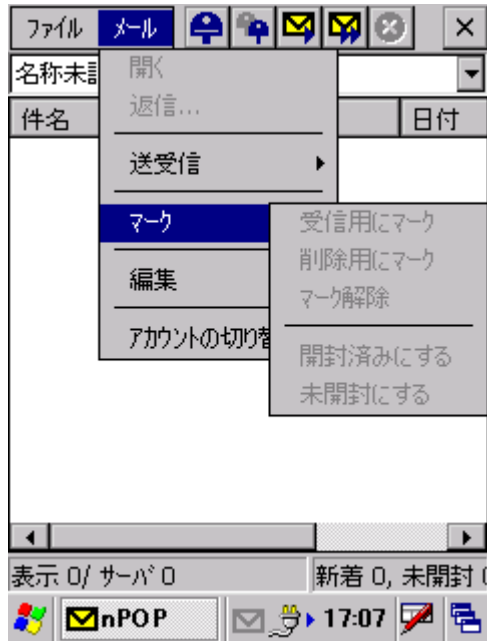 ファイル メール
名称未
件名 日付
開く
返信...
送受信
マーク
編集
アカウントの切り替
受信用にマーク
削除用にマーク
マーク解除
開封済みにする
未開封にする
表示 0/ サーバ 0 新着 0, 未開封
nPOP 17:07